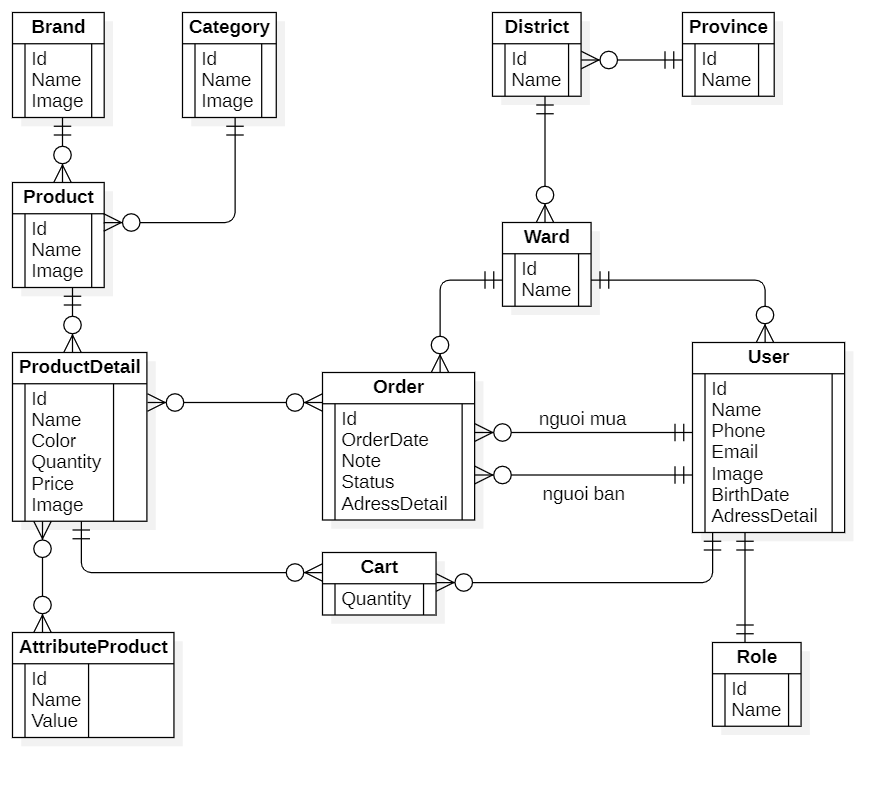 Brand
Id
Name
Image
Category
Id
Name
Image
District
Id
Name
Province
Id
Name
Product
Id
Name
Image
Ward
Id
Name
ProductDetail
Id
Name
Color
Quantity
Price
Image
Order
Id
OrderDate
Note
Status
AdressDetail
nguoi mua
nguoi ban
User
Id
Name
Phone
Email
Image
BirthDate
AdressDetail
Cart
Quantity
AttributeProduct
Id
Name
Value
Role
Id
Name